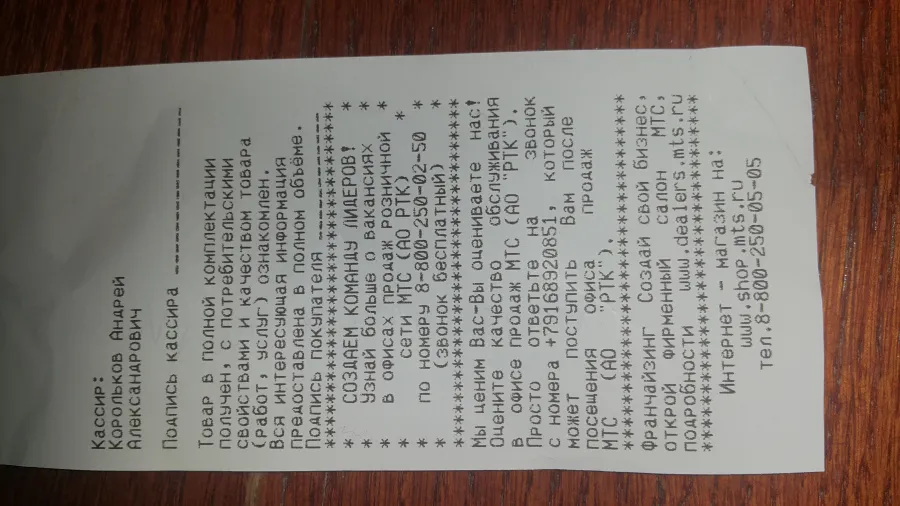 Кассир:
Корольков Андрей
Александрович
Подпись кассира --------------------
Товар в полной комплектации
получен, с потребительскими
свойствами и качеством товара
(работ, услуг) ознакомлен.
Вся интересующая информация
предоставлена в полном объёме.
Подпись покупателя ----------------
***********************************
* СОЗДАЕМ КОМАНДУ ЛИДЕРОВ! *
* Узнай больше о вакансиях *
* в офисах продаж розничной *
* сети МТС (АО РТК) *
* по номеру 8-800-250-02-50 *
* (звонок бесплатный) *
***********************************
Мы ценим Вас-Вы оцениваете нас!
Оцените качество обслуживания
в офисе продаж МТС (АО "РТК").
Просто ответьте на звонок
с номера +79168920851, который
может поступить Вам после
посещения офиса продаж
МТС (АО "РТК").
***********************************
Франчайзинг Создай свой бизнес,
открой фирменный салон МТС,
подробности www.dealers.mts.ru
***********************************
Интернет - магазин на:
www.shop.mts.ru
тел.8-800-250-05-05